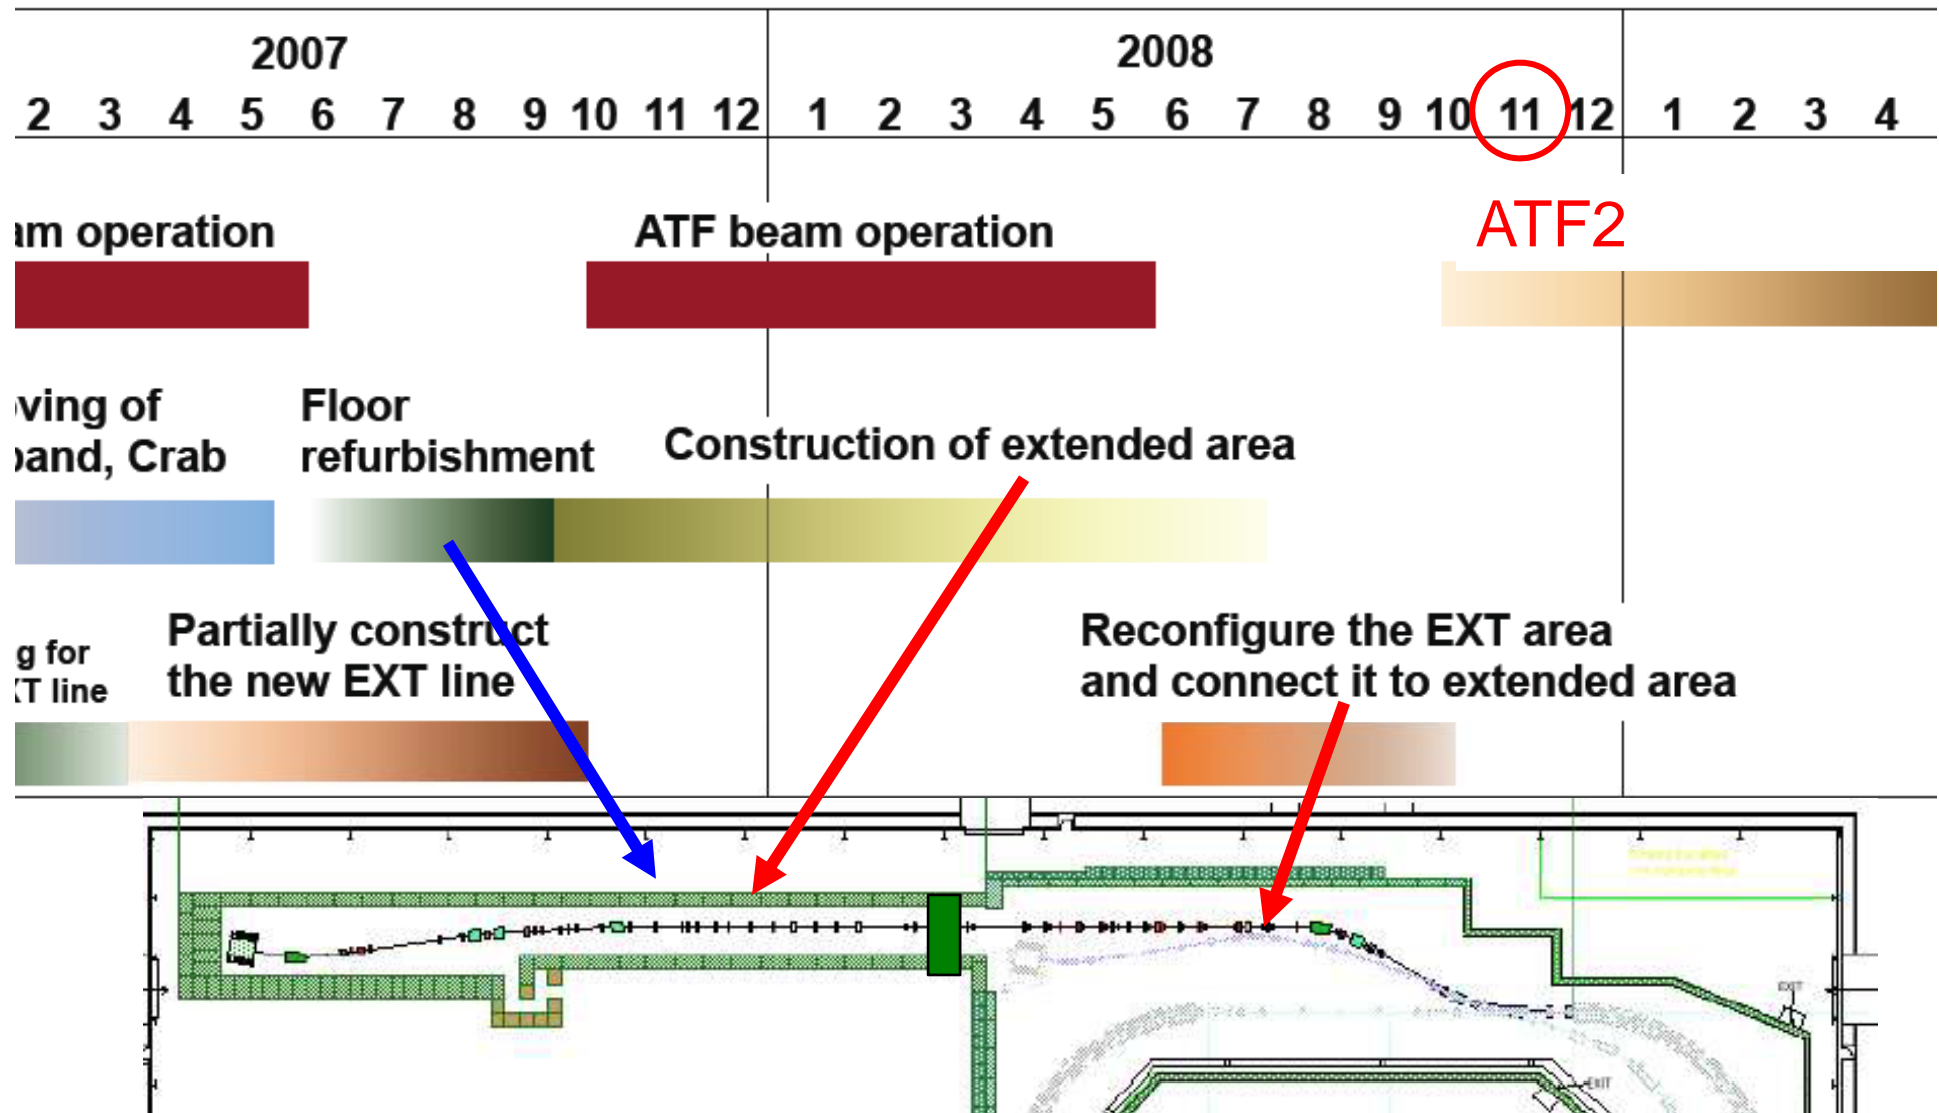 2007 2008
2 3 4 5 6 7 8 9 10 11 12 1 2 3 4 5 6 7 8 9 10 11 12 1 2 3 4
am operation ATF beam operation ATF2
ving of Floor
band, Crab refurbishment Construction of extended area
g for Partially construct Reconfigure the EXT area
XT line the new EXT line and connect it to extended area
EXIT
EXIT